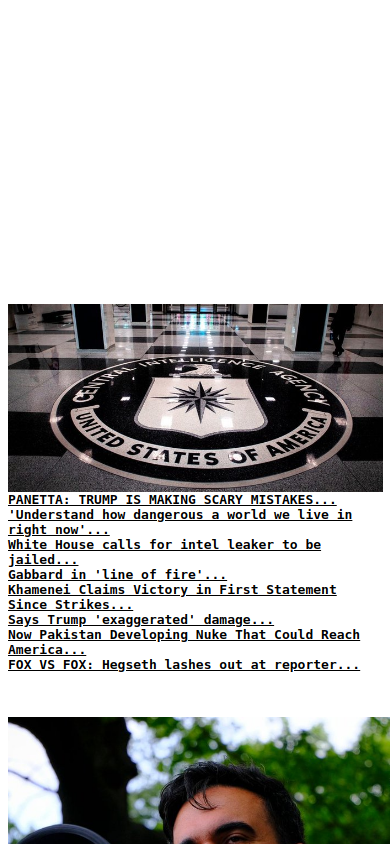 CENTRAL INTELLIGENCE AGENCY
UNITED STATES OF AMERICA
PANETTA: TRUMP IS MAKING SCARY MISTAKES...
'Understand how dangerous a world we live in
right now'...
White House calls for intel leaker to be
jailed...
Gabbard in 'line of fire'...
Khamenei Claims Victory in First Statement
Since Strikes...
Says Trump 'exaggerated' damage...
Now Pakistan Developing Nuke That Could Reach
America...
FOX VS FOX: Hegseth lashes out at reporter...